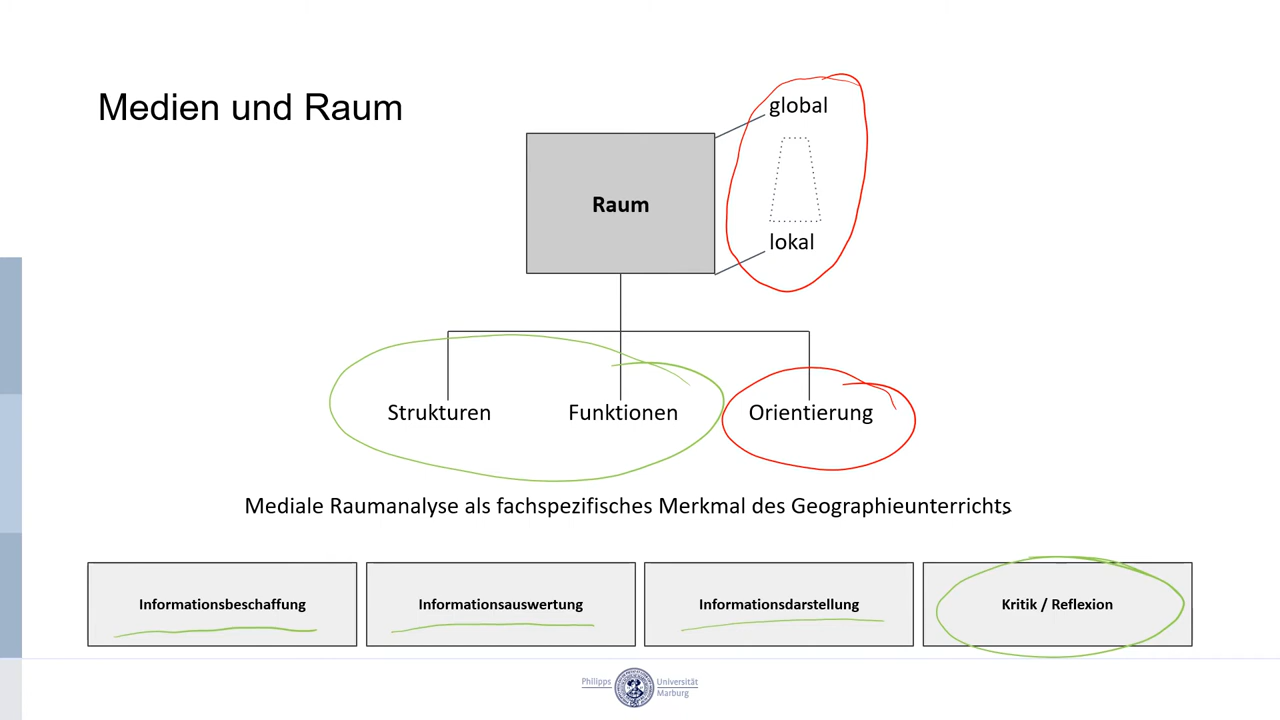 Medien und Raum
global
Raum
lokal
Strukturen
Funktionen
Orientierung
Mediale Raumanalyse als fachspezifisches Merkmal des Geographieunterrichts
Informationsbeschaffung
Informationsauswertung
Informationsdarstellung
Kritik / Reflexion
Philipps
Universität
Marburg